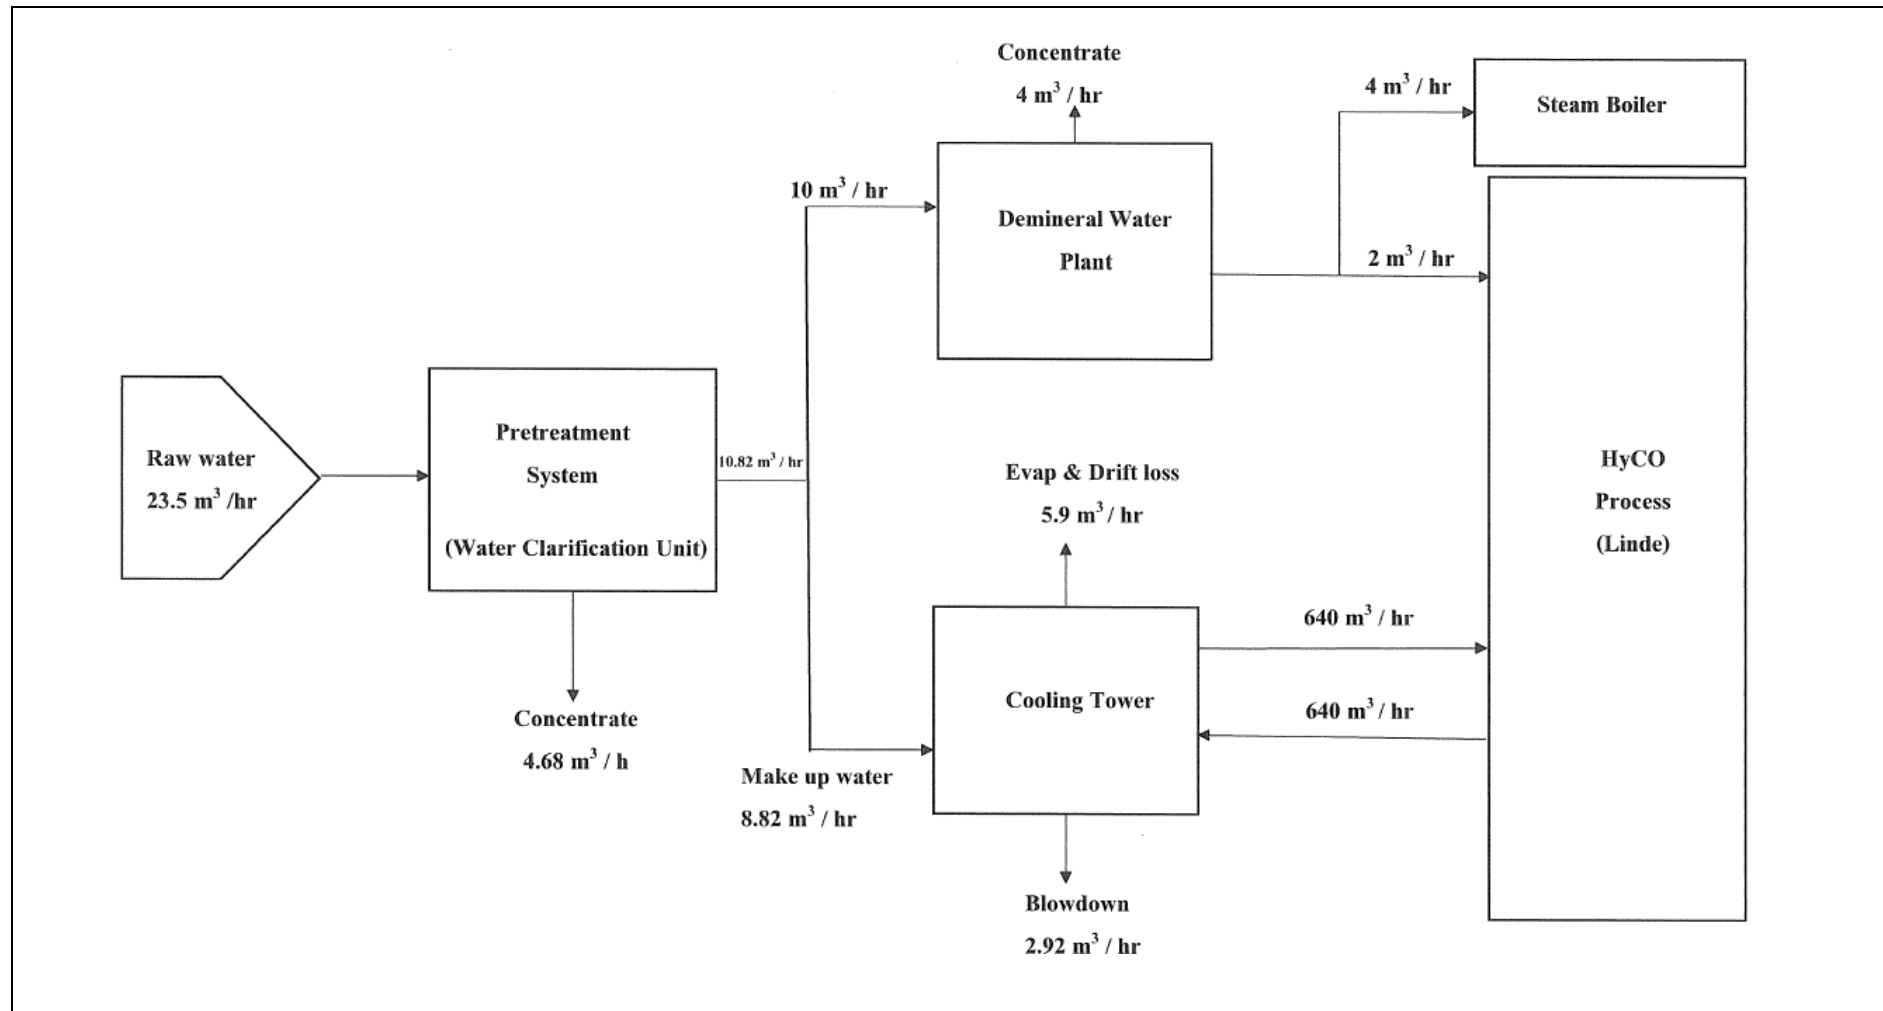 Concentrate
4 m³ / hr
4 m³ / hr
Steam Boiler
10 m³ / hr
Demineral Water
Plant
2 m³ / hr
Raw water
23.5 m³ /hr
Pretreatment
System
(Water Clarification Unit)
10.82 m³ / hr
Evap & Drift loss
5.9 m³ / hr
HyCO
Process
(Linde)
640 m³ / hr
Cooling Tower
640 m³ / hr
Concentrate
4.68 m³ / h
Make up water
8.82 m³ / hr
Blowdown
2.92 m³ / hr